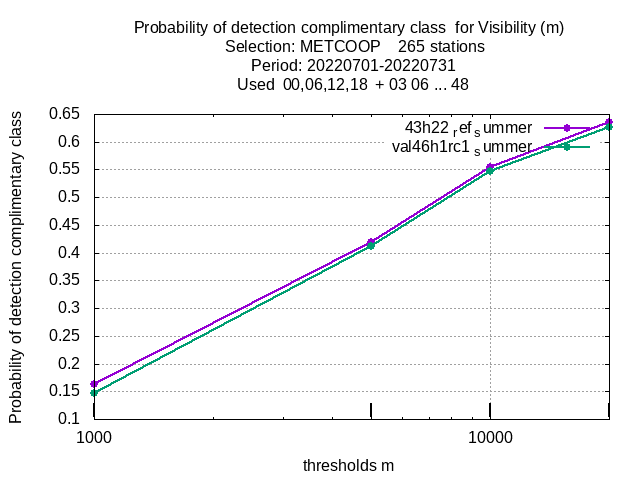 Probability of detection complimentary class  for Visibility (m)
Selection: METCOOP    265 stations
Period: 20220701-20220731
Used  00,06,12,18  + 03 06 ... 48
Probability of detection complimentary class
0.65
0.6
0.55
0.5
0.45
0.4
0.35
0.3
0.25
0.2
0.15
0.1
43h22 ref summer
val46h1rc1 summer
1000
10000
thresholds m